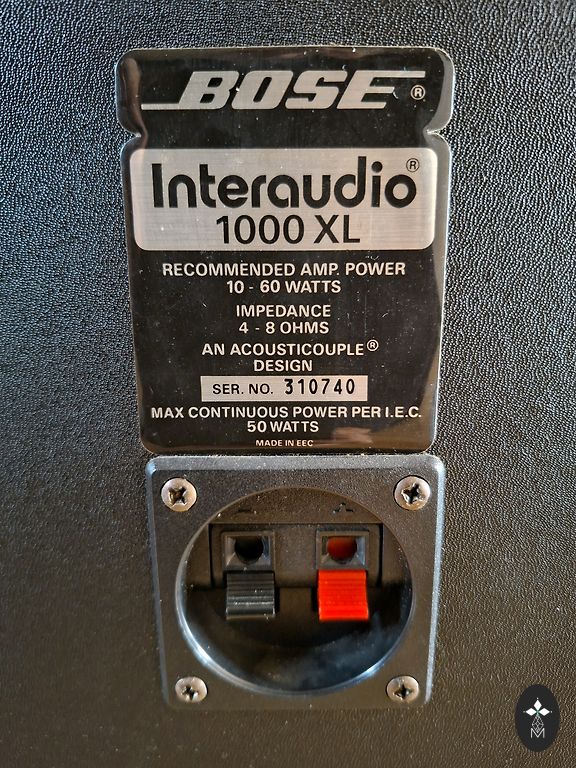 BOSE®
Interaudio®
1000 XL
RECOMMENDED AMP. POWER
10 - 60 WATTS
IMPEDANCE
4 - 8 OHMS
AN ACOUSTICOUPLE®
DESIGN
SER. NO. 310740
MAX CONTINUOUS POWER PER I.E.C.
50 WATTS
MADE IN EEC
M